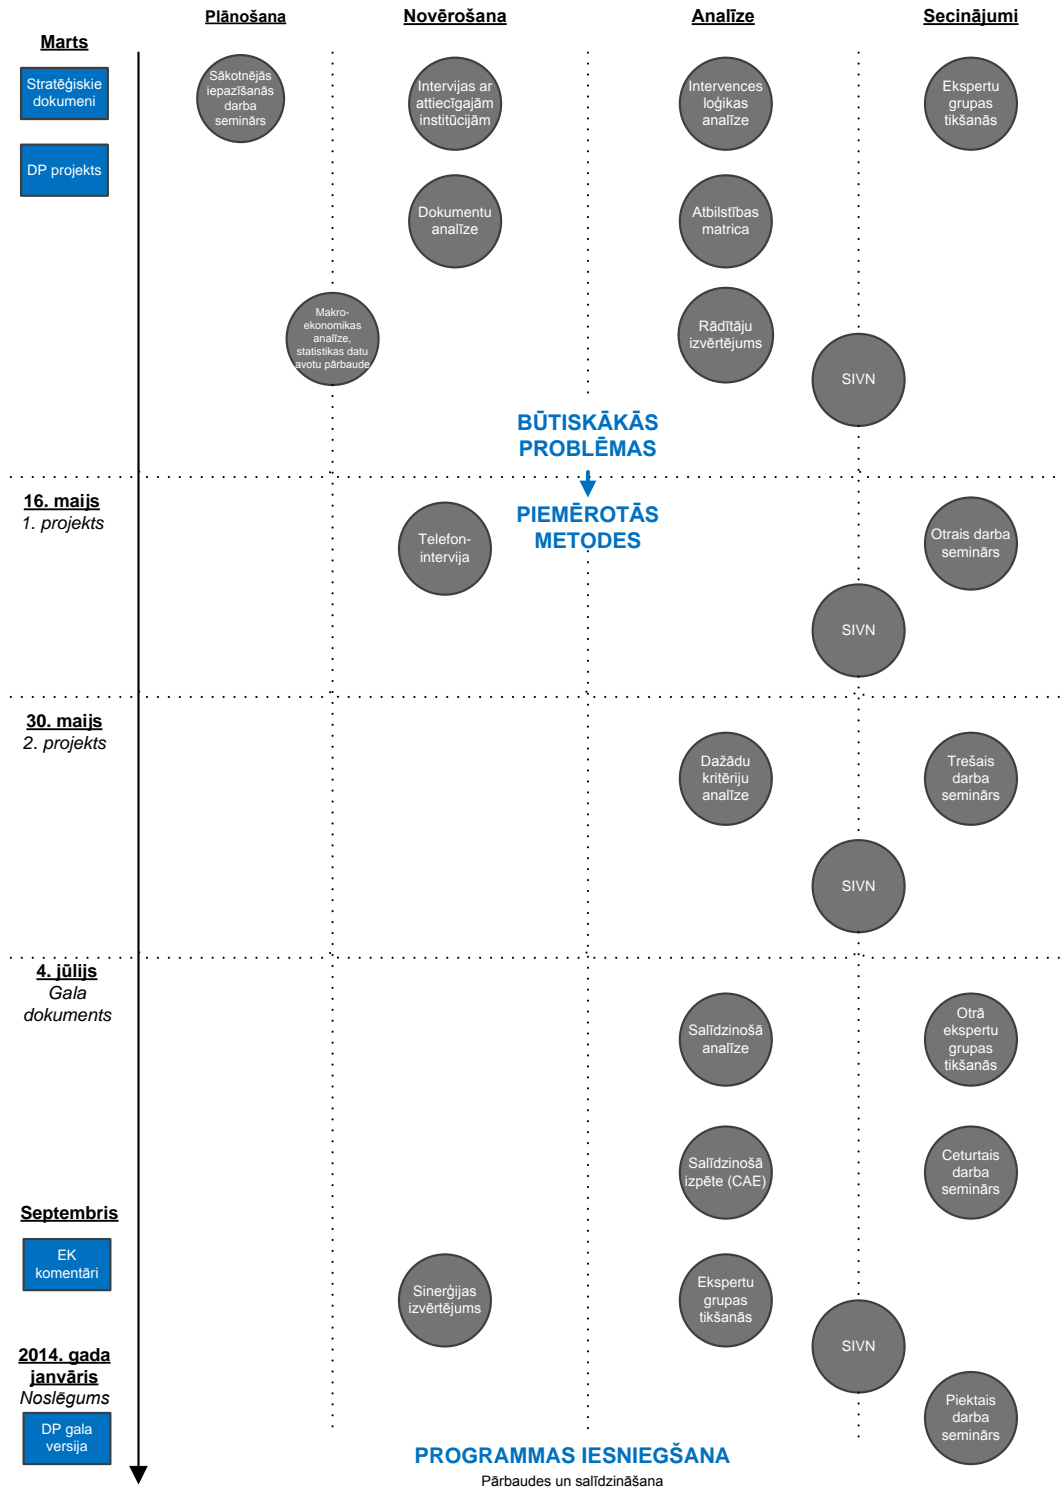 Plānošana
Novērošana
Analīze
Secinājumi
Marts
Stratēģiskie
dokumeni
DP projekts
Sākotnējās
iepazīšanās
darba
seminārs
Intervijas ar
attiecīgajām
institūcijām
Intervences
loģikas
analīze
Ekspertu
grupas
tikšanās
Dokumentu
analīze
Atbilstības
matrica
Makro-
ekonomikas
analīze,
statistikas datu
avotu pārbaude
Rādītāju
izvērtējums
SIVN
BŪTISKĀKĀS
PROBLĒMAS
16. maijs
1. projekts
PIEMĒROTĀS
METODES
Telefon-
intervija
Otrais darba
seminārs
SIVN
30. maijs
2. projekts
Dažādu
kritēriju
analīze
Trešais
darba
seminārs
SIVN
4. jūlijs
Gala
dokuments
Salīdzinošā
analīze
Otrā
ekspertu
grupas
tikšanās
Salīdzinošā
izpēte (CAE)
Ceturtais
darba
seminārs
Septembris
EK
komentāri
Sinerģijas
izvērtējums
Ekspertu
grupas
tikšanās
SIVN
2014. gada
janvāris
Noslēgums
DP gala
versija
Piektais
darba
seminārs
PROGRAMMAS IESNIEGŠANA
Pārbaudes un salīdzināšana